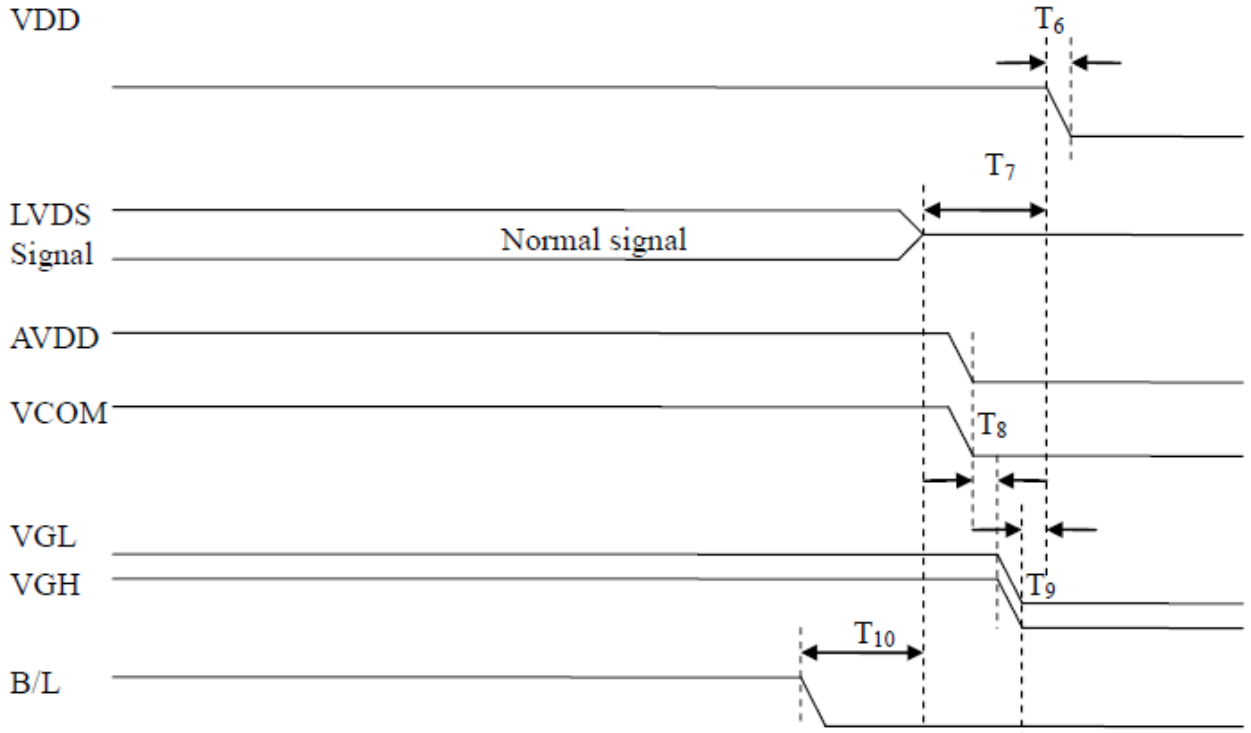 VDD
T6
T7
LVDS
Signal
Normal signal
AVDD
VCOM
T8
VGL
VGH
T9
T10
B/L